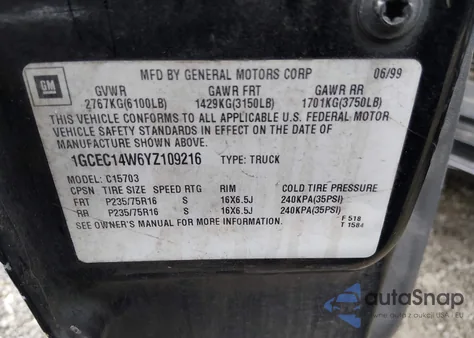 GM
MFD BY GENERAL MOTORS CORP 06/99
GVWR GAWR FRT GAWR RR
2767KG(6100LB) 1429KG(3150LB) 1701KG(3750LB)
THIS VEHICLE CONFORMS TO ALL APPLICABLE U.S. FEDERAL MOTOR
VEHICLE SAFETY STANDARDS IN EFFECT ON THE DATE OF
MANUFACTURE SHOWN ABOVE.
1GCEC14W6YZ109216 TYPE: TRUCK
MODEL: C15703
CPSN TIRE SIZE SPEED RTG RIM COLD TIRE PRESSURE
FRT P235/75R16 S 16X6.5J 240KPA(35PSI)
RR P235/75R16 S 16X6.5J 240KPA(35PSI)
SEE OWNER'S MANUAL FOR MORE INFORMATION.
F 518
T 1584
autoSnap